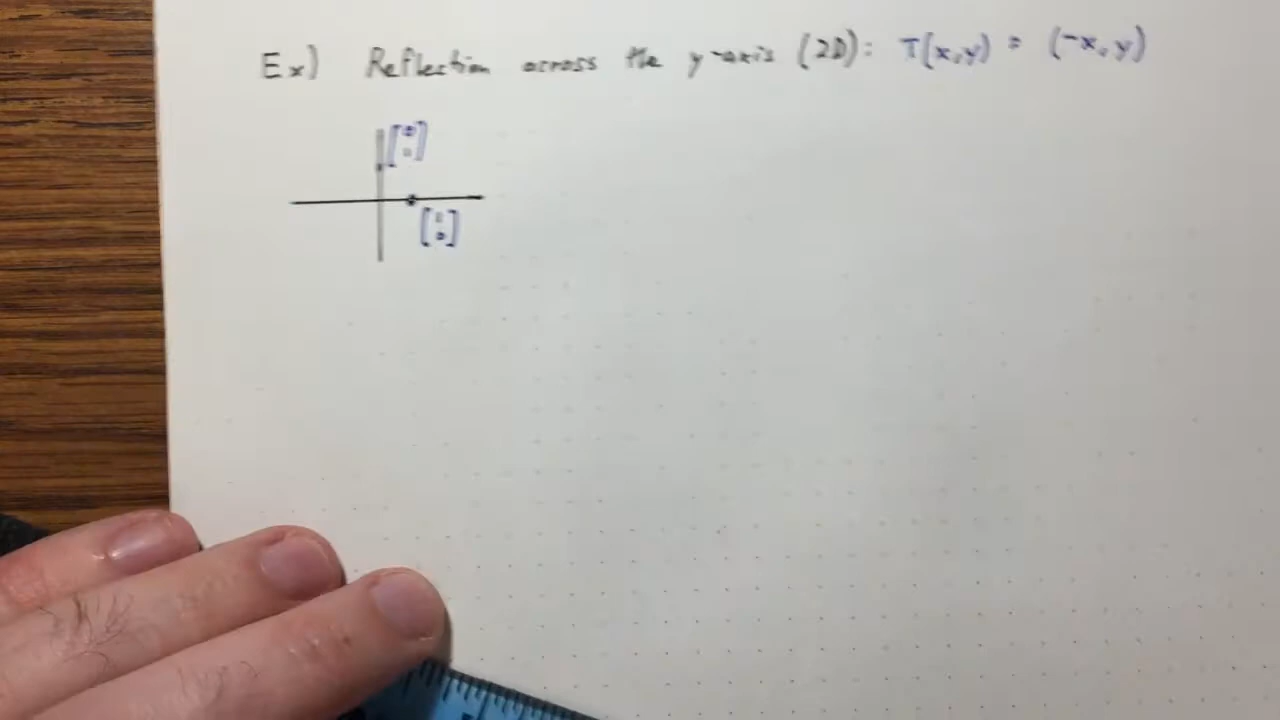 Ex) Reflection across the y-axis (2D): T(x,y) = (-x,y)
[0
1]
[1
0]